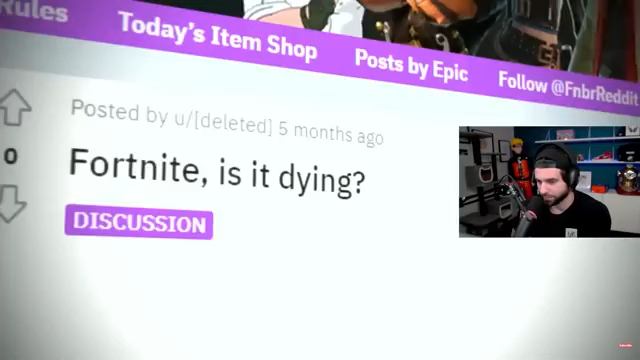 Rules
Today's Item Shop
Posts by Epic
Follow @FnbrReddit
Posted by u/[deleted] 5 months ago
0
Fortnite, is it dying?
DISCUSSION